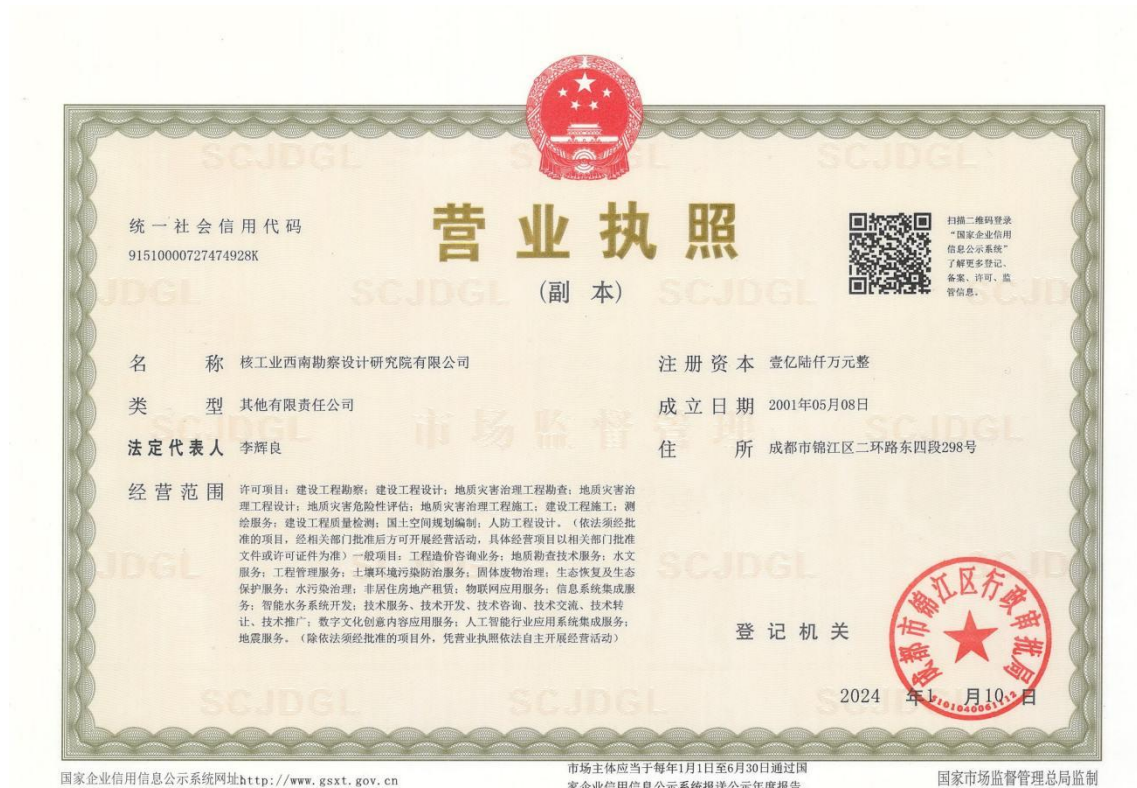 营业执照
(副 本)
统一社会信用代码
91510000727474928K
扫描二维码登录
“国家企业信用
信息公示系统”
了解更多登记、
备案、许可、监
管信息。
名 称 核工业西南勘察设计研究院有限公司
类 型 其他有限责任公司
法定代表人 李辉良
经营范围 许可项目：建设工程勘察；建设工程设计；地质灾害治理工程勘查；地质灾害治
理工程设计；地质灾害危险性评估；地质灾害治理工程施工；建设工程施工；测
绘服务；建设工程质量检测；国土空间规划编制；人防工程设计。（依法须经批
准的项目，经相关部门批准后方可开展经营活动，具体经营项目以相关部门批准
文件或许可证件为准）一般项目：工程造价咨询业务；地质勘查技术服务；水文
服务；工程管理服务；土壤环境污染防治服务；固体废物治理；生态恢复及生态
保护服务；水污染治理；非居住房地产租赁；物联网应用服务；信息系统集成服
务；智能水务系统开发；技术服务、技术开发、技术咨询、技术交流、技术转
让、技术推广；数字文化创意内容应用服务；人工智能行业应用系统集成服务；
地震服务。（除依法须经批准的项目外，凭营业执照依法自主开展经营活动）
注册资本 壹亿陆仟万元整
成立日期 2001年05月08日
住 所 成都市锦江区二环路东四段298号
登记机关
成都市锦江区行政审批局
5101040061112
2024 年1 月10 日
SCJDGL
市场监督管理
国家企业信用信息公示系统网址http://www.gsxt.gov.cn
市场主体应当于每年1月1日至6月30日通过国
家企业信用信息公示系统报送公示年度报告
国家市场监督管理总局监制